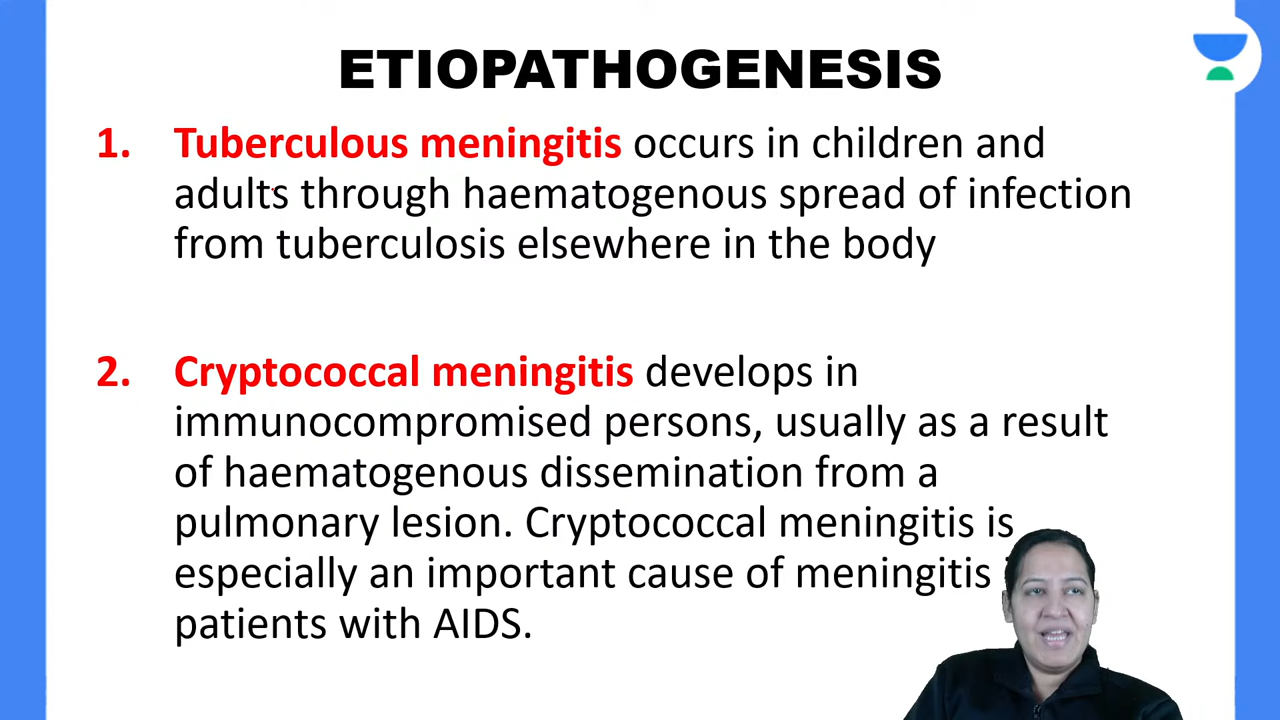 ETIOPATHOGENESIS
1. Tuberculous meningitis occurs in children and
adults through haematogenous spread of infection
from tuberculosis elsewhere in the body
2. Cryptococcal meningitis develops in
immunocompromised persons, usually as a result
of haematogenous dissemination from a
pulmonary lesion. Cryptococcal meningitis is
especially an important cause of meningitis
patients with AIDS.